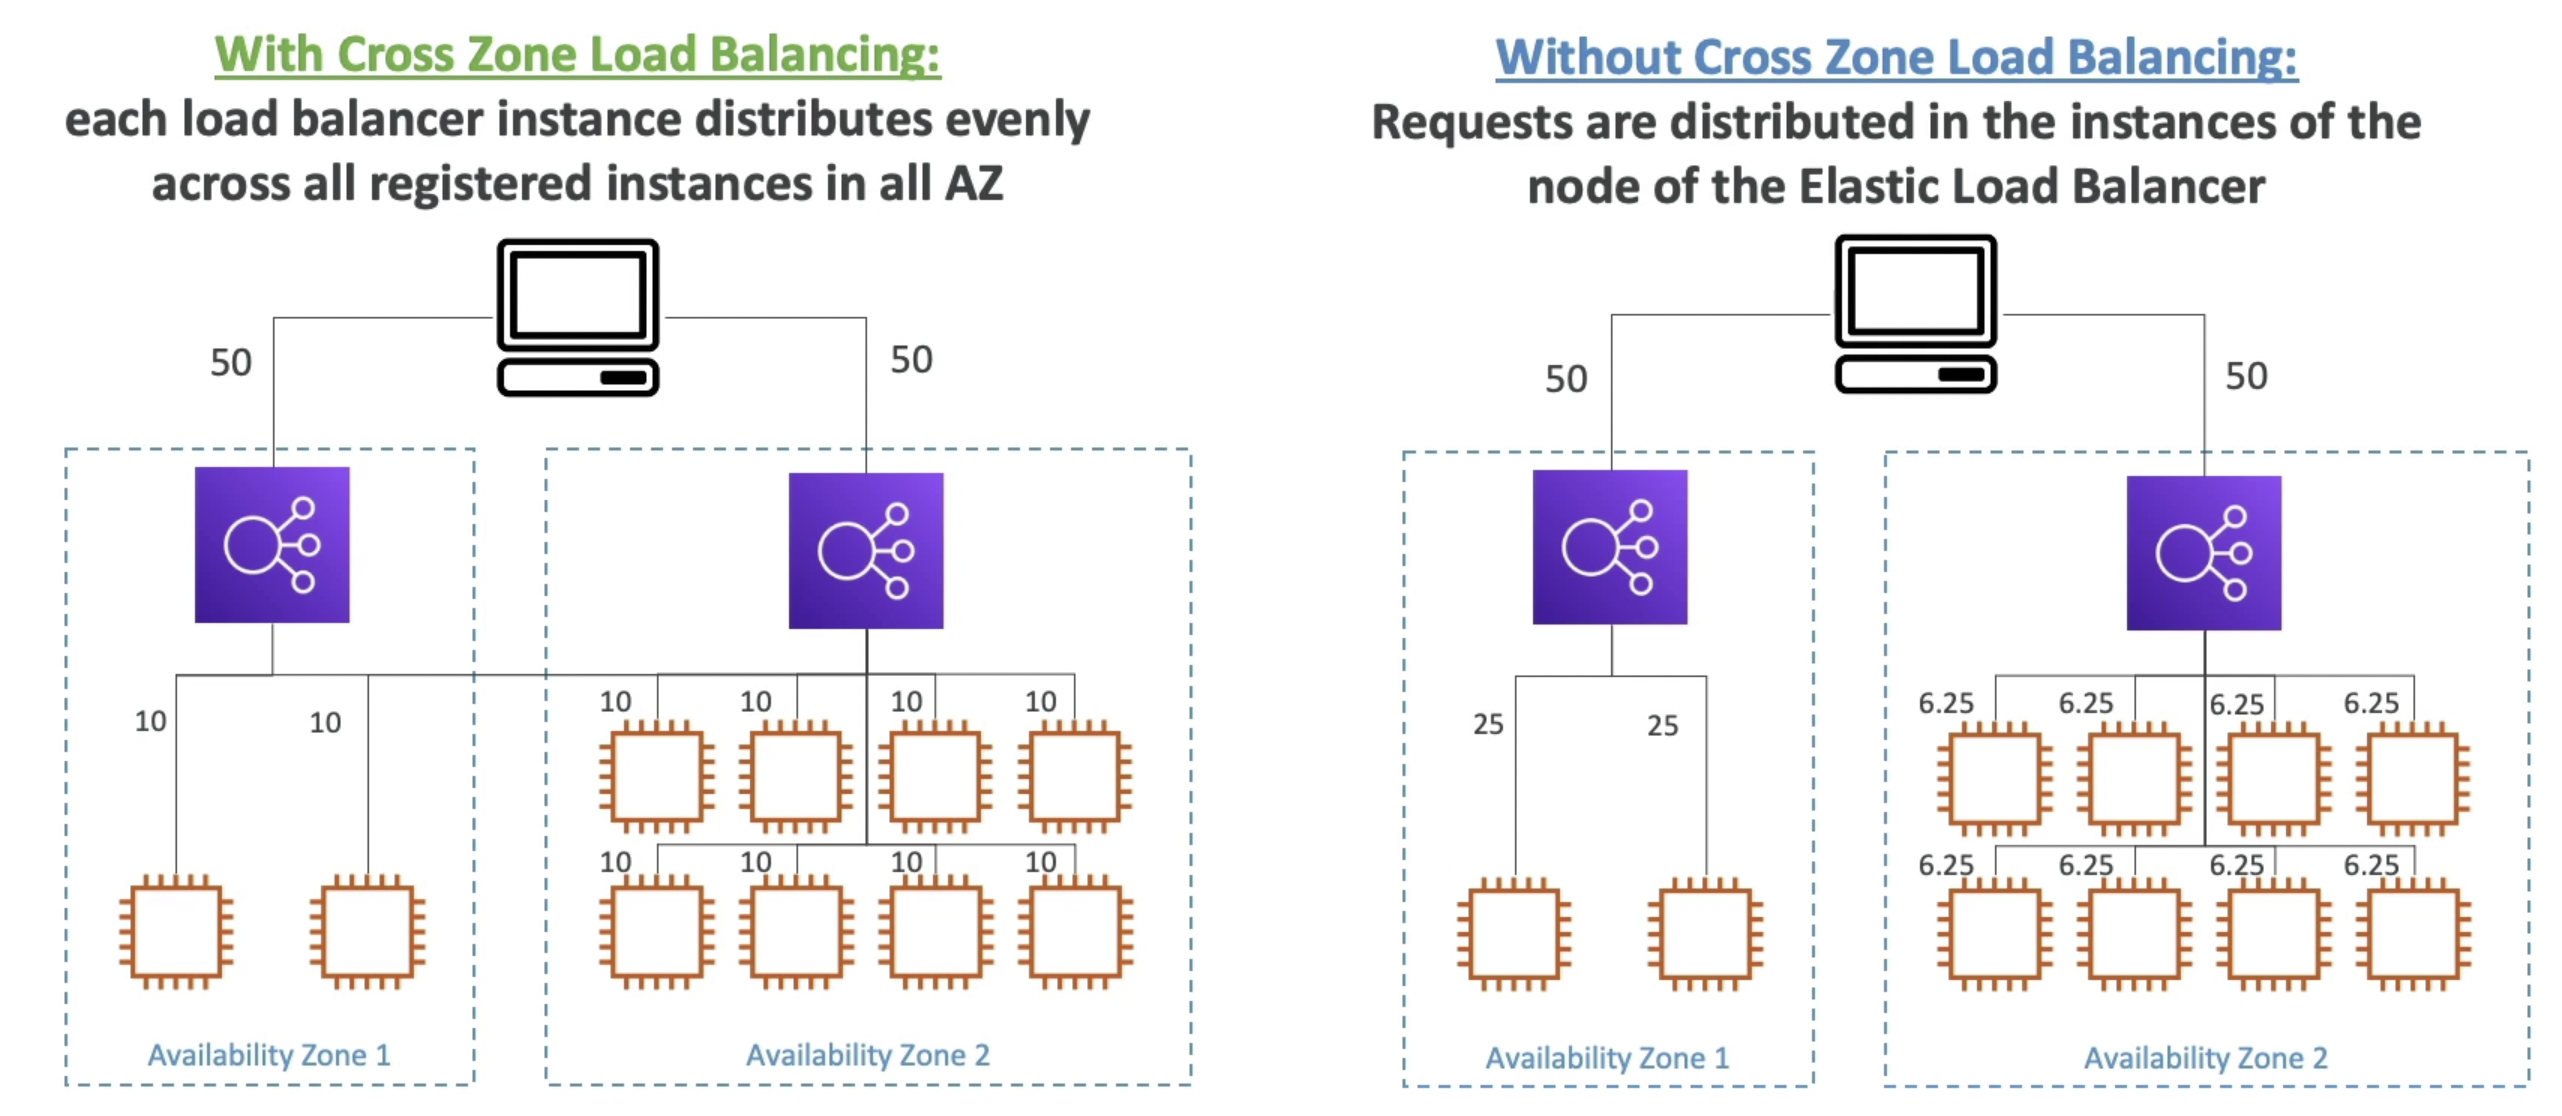 With Cross Zone Load Balancing:
each load balancer instance distributes evenly
across all registered instances in all AZ
50
50
10
10
10
10
10
10
10
10
10
10
Availability Zone 1
Availability Zone 2
Without Cross Zone Load Balancing:
Requests are distributed in the instances of the
node of the Elastic Load Balancer
50
50
25
25
6.25
6.25
6.25
6.25
6.25
6.25
6.25
6.25
Availability Zone 1
Availability Zone 2